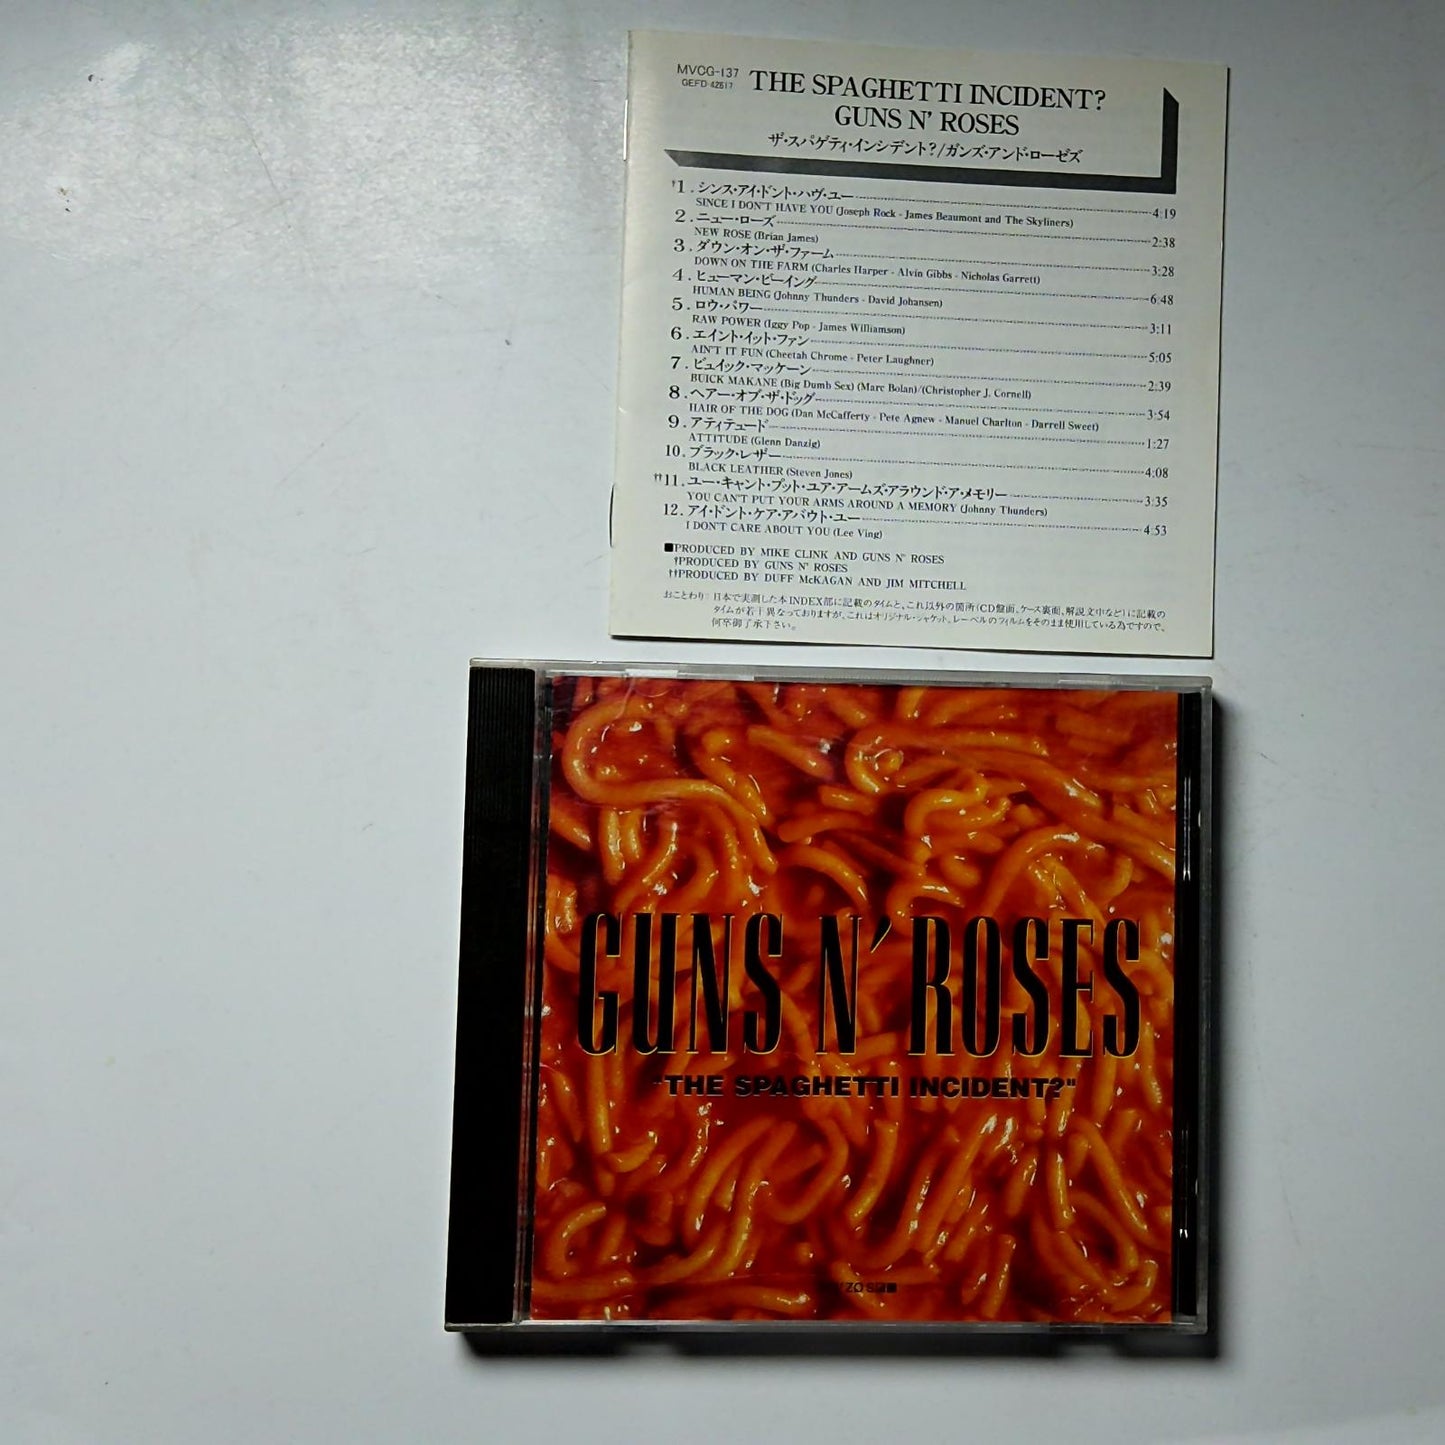 MVCG-137
GEFD-42617
THE SPAGHETTI INCIDENT?
GUNS N' ROSES
ザ・スパゲティ・インシデント?/ガンズ・アンド・ローゼズ
†1. シンス・アイ・ドント・ハヴ・ユー 4:19
SINCE I DON'T HAVE YOU (Joseph Rock - James Beaumont and The Skyliners)
2. ニュー・ローズ 2:38
NEW ROSE (Brian James)
3. ダウン・オン・ザ・ファーム 3:28
DOWN ON THE FARM (Charles Harper - Alvin Gibbs - Nicholas Garrett)
4. ヒューマン・ビーイング 6:48
HUMAN BEING (Johnny Thunders - David Johansen)
5. ロウ・パワー 3:11
RAW POWER (Iggy Pop - James Williamson)
6. エイント・イット・ファン 5:05
AIN'T IT FUN (Cheetah Chrome - Peter Laughner)
7. ビュイック・マッケーン 2:39
BUICK MAKANE (Big Dumb Sex) (Marc Bolan)/(Christopher J. Cornell)
8. ヘアー・オブ・ザ・ドッグ 3:54
HAIR OF THE DOG (Dan McCafferty - Pete Agnew - Manuel Charlton - Darrell Sweet)
9. アティテュード 1:27
ATTITUDE (Glenn Danzig)
10. ブラック・レザー 4:08
BLACK LEATHER (Steven Jones)
††11. ユー・キャント・プット・ユア・アームズ・アラウンド・ア・メモリー 3:35
YOU CAN'T PUT YOUR ARMS AROUND A MEMORY (Johnny Thunders)
12. アイ・ドント・ケア・アバウト・ユー 4:53
I DON'T CARE ABOUT YOU (Lee Ving)
■PRODUCED BY MIKE CLINK AND GUNS N' ROSES
†PRODUCED BY GUNS N' ROSES
††PRODUCED BY DUFF McKAGAN AND JIM MITCHELL
おことわり:日本で実測した本INDEX部に記載のタイムと、これ以外の箇所(CD盤面、ケース裏面、解説文中など)に記載の
タイムが若干異なっておりますが、これはオリジナル・ジャケット、レーベルのフィルムをそのまま使用している為ですので、
何卒御了承下さい。
GUNS N' ROSES
"THE SPAGHETTI INCIDENT?"